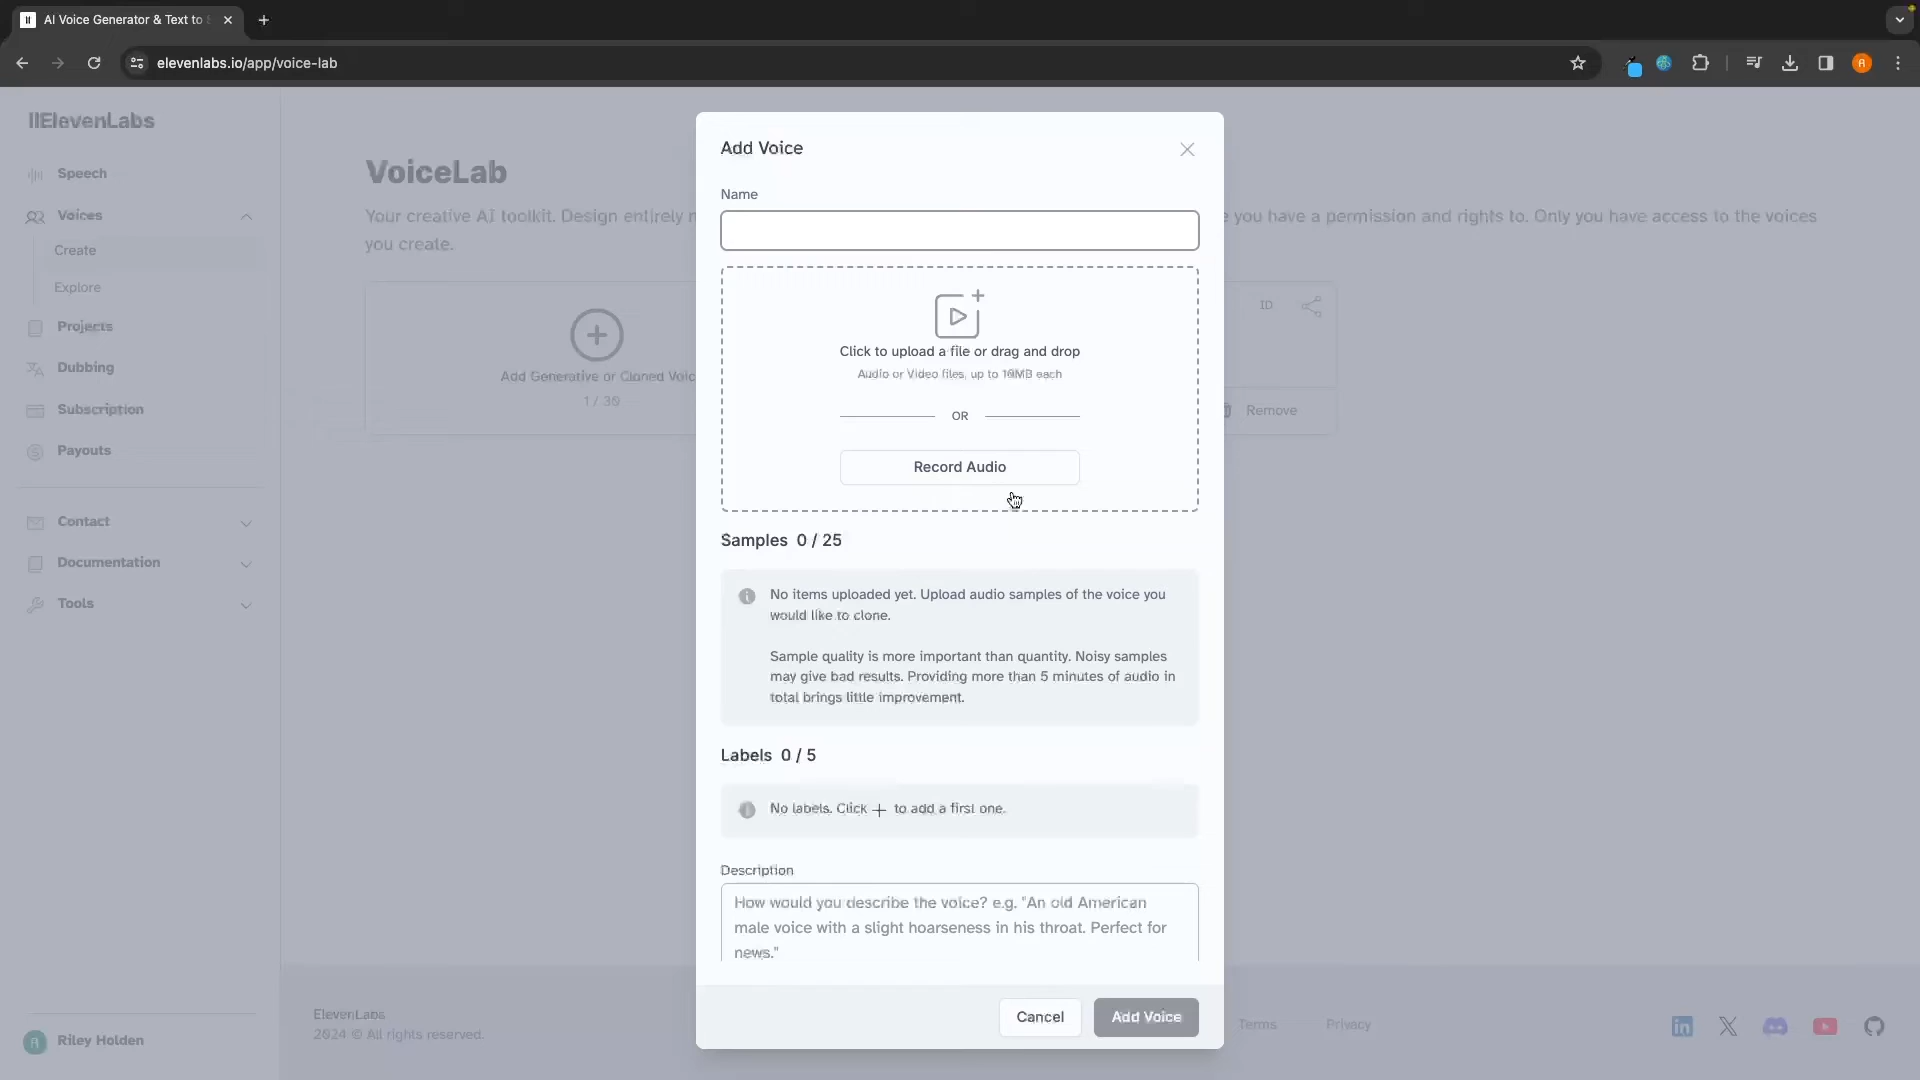 AI Voice Generator & Text to
elevenlabs.io/app/voice-lab
A
IIElevenLabs
Speech
Voices
Create
Explore
Projects
Dubbing
Subscription
Payouts
Contact
Documentation
Tools
Riley Holden
VoiceLab
Your creative AI toolkit. Design entirely
you have a permission and rights to. Only you have access to the voices
you create.
Add Generative or Cloned
1 / 30
ID
Remove
Add Voice
Name
Click to upload a file or drag and drop
Audio or Video files, up to 10MB each
OR
Record Audio
Samples 0 / 25
No items uploaded yet. Upload audio samples of the voice you
would like to clone.
Sample quality is more important than quantity. Noisy samples
may give bad results. Providing more than 5 minutes of audio in
total brings little improvement.
Labels 0 / 5
No labels. Click + to add a first one.
Description
How would you describe the voice? e.g. "An old American
male voice with a slight hoarseness in his throat. Perfect for
news."
Cancel
Add Voice
ElevenLabs
2024 © All rights reserved.
Terms
Privacy